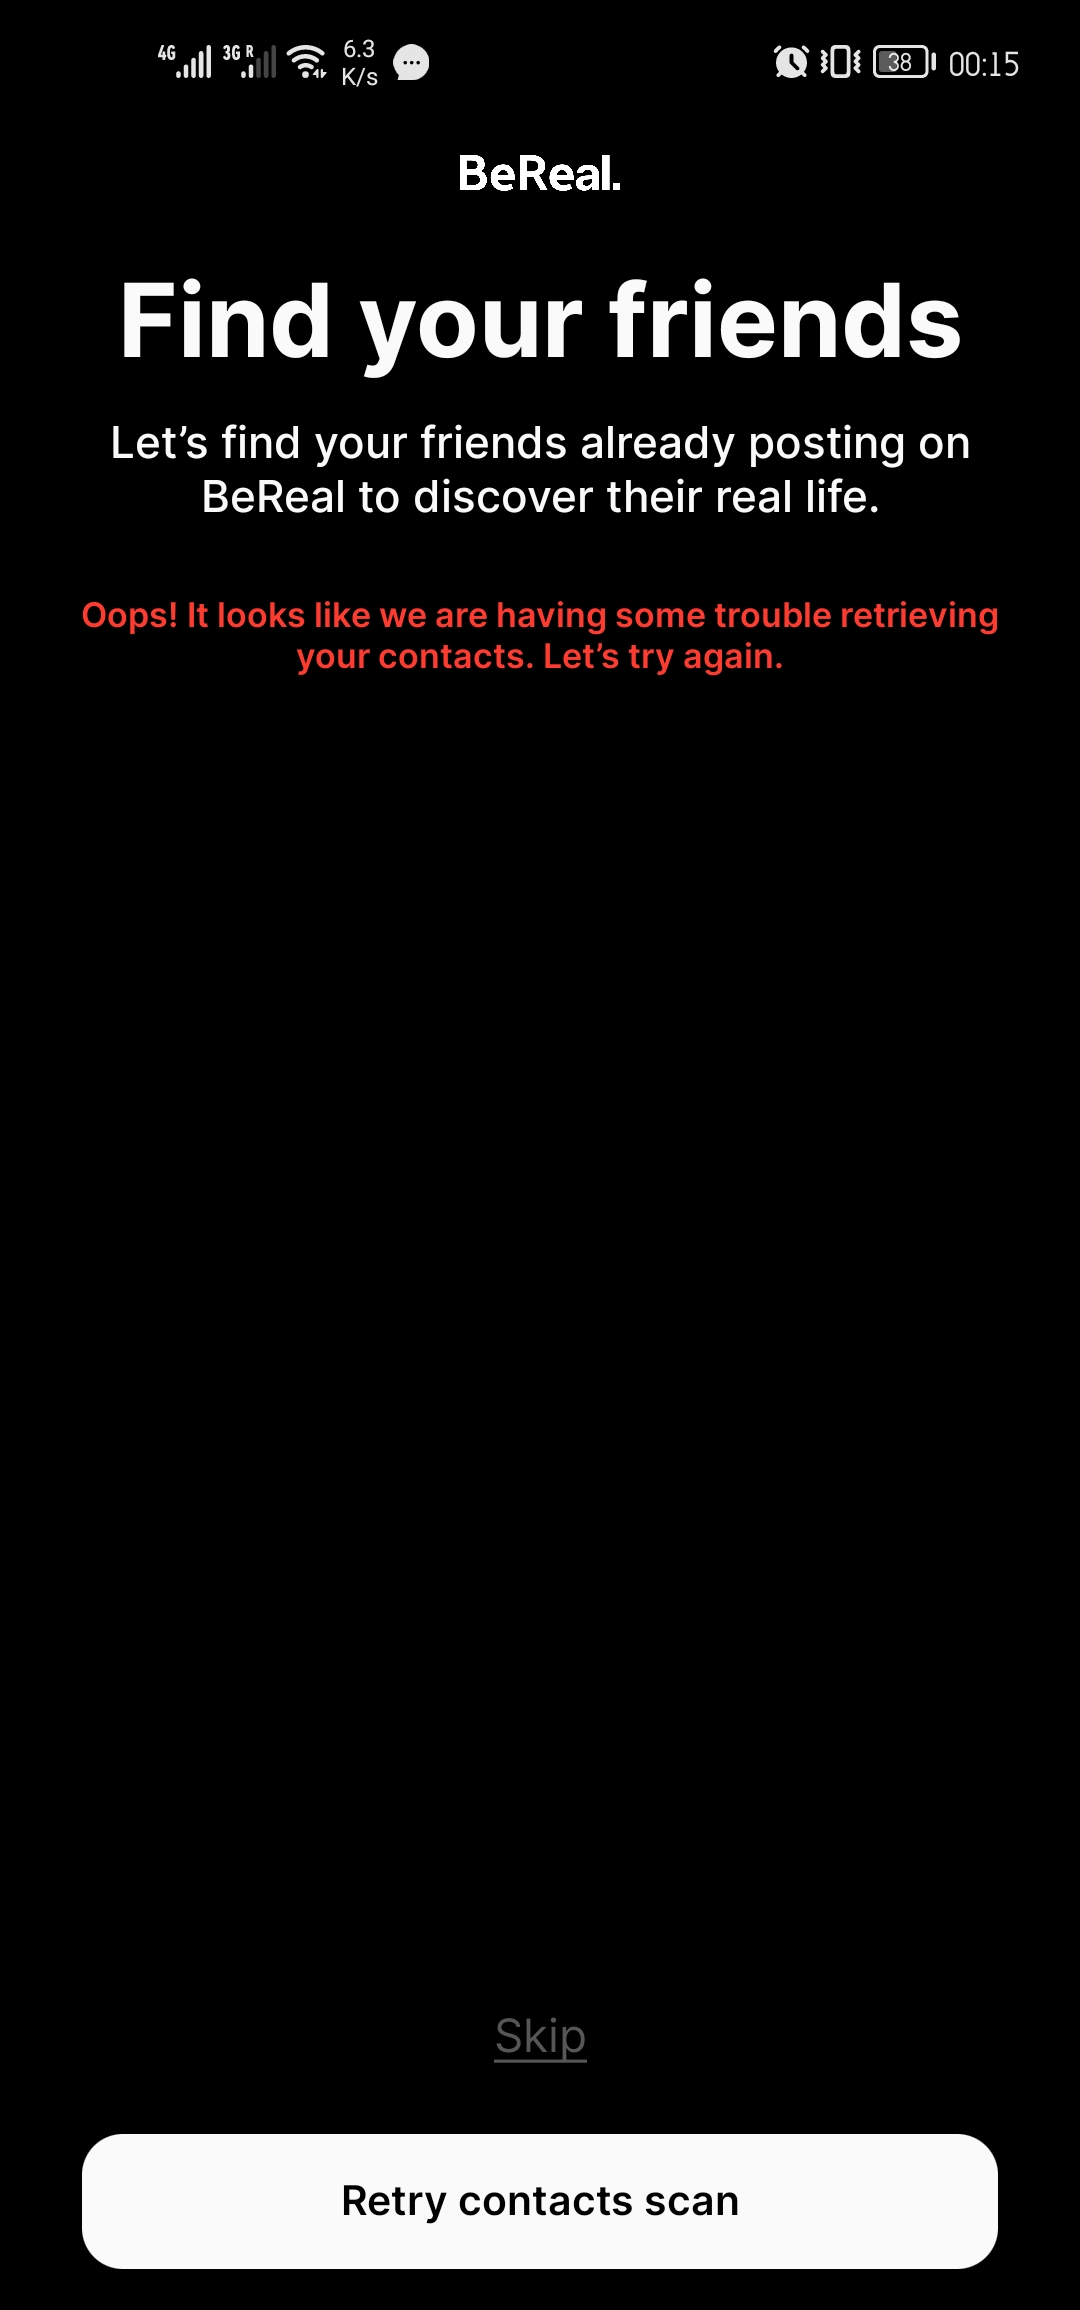 4G 3G R 6.3 K/s 38 00:15
BeReal.
Find your friends
Let’s find your friends already posting on
BeReal to discover their real life.
Oops! It looks like we are having some trouble retrieving
your contacts. Let’s try again.
Skip
Retry contacts scan